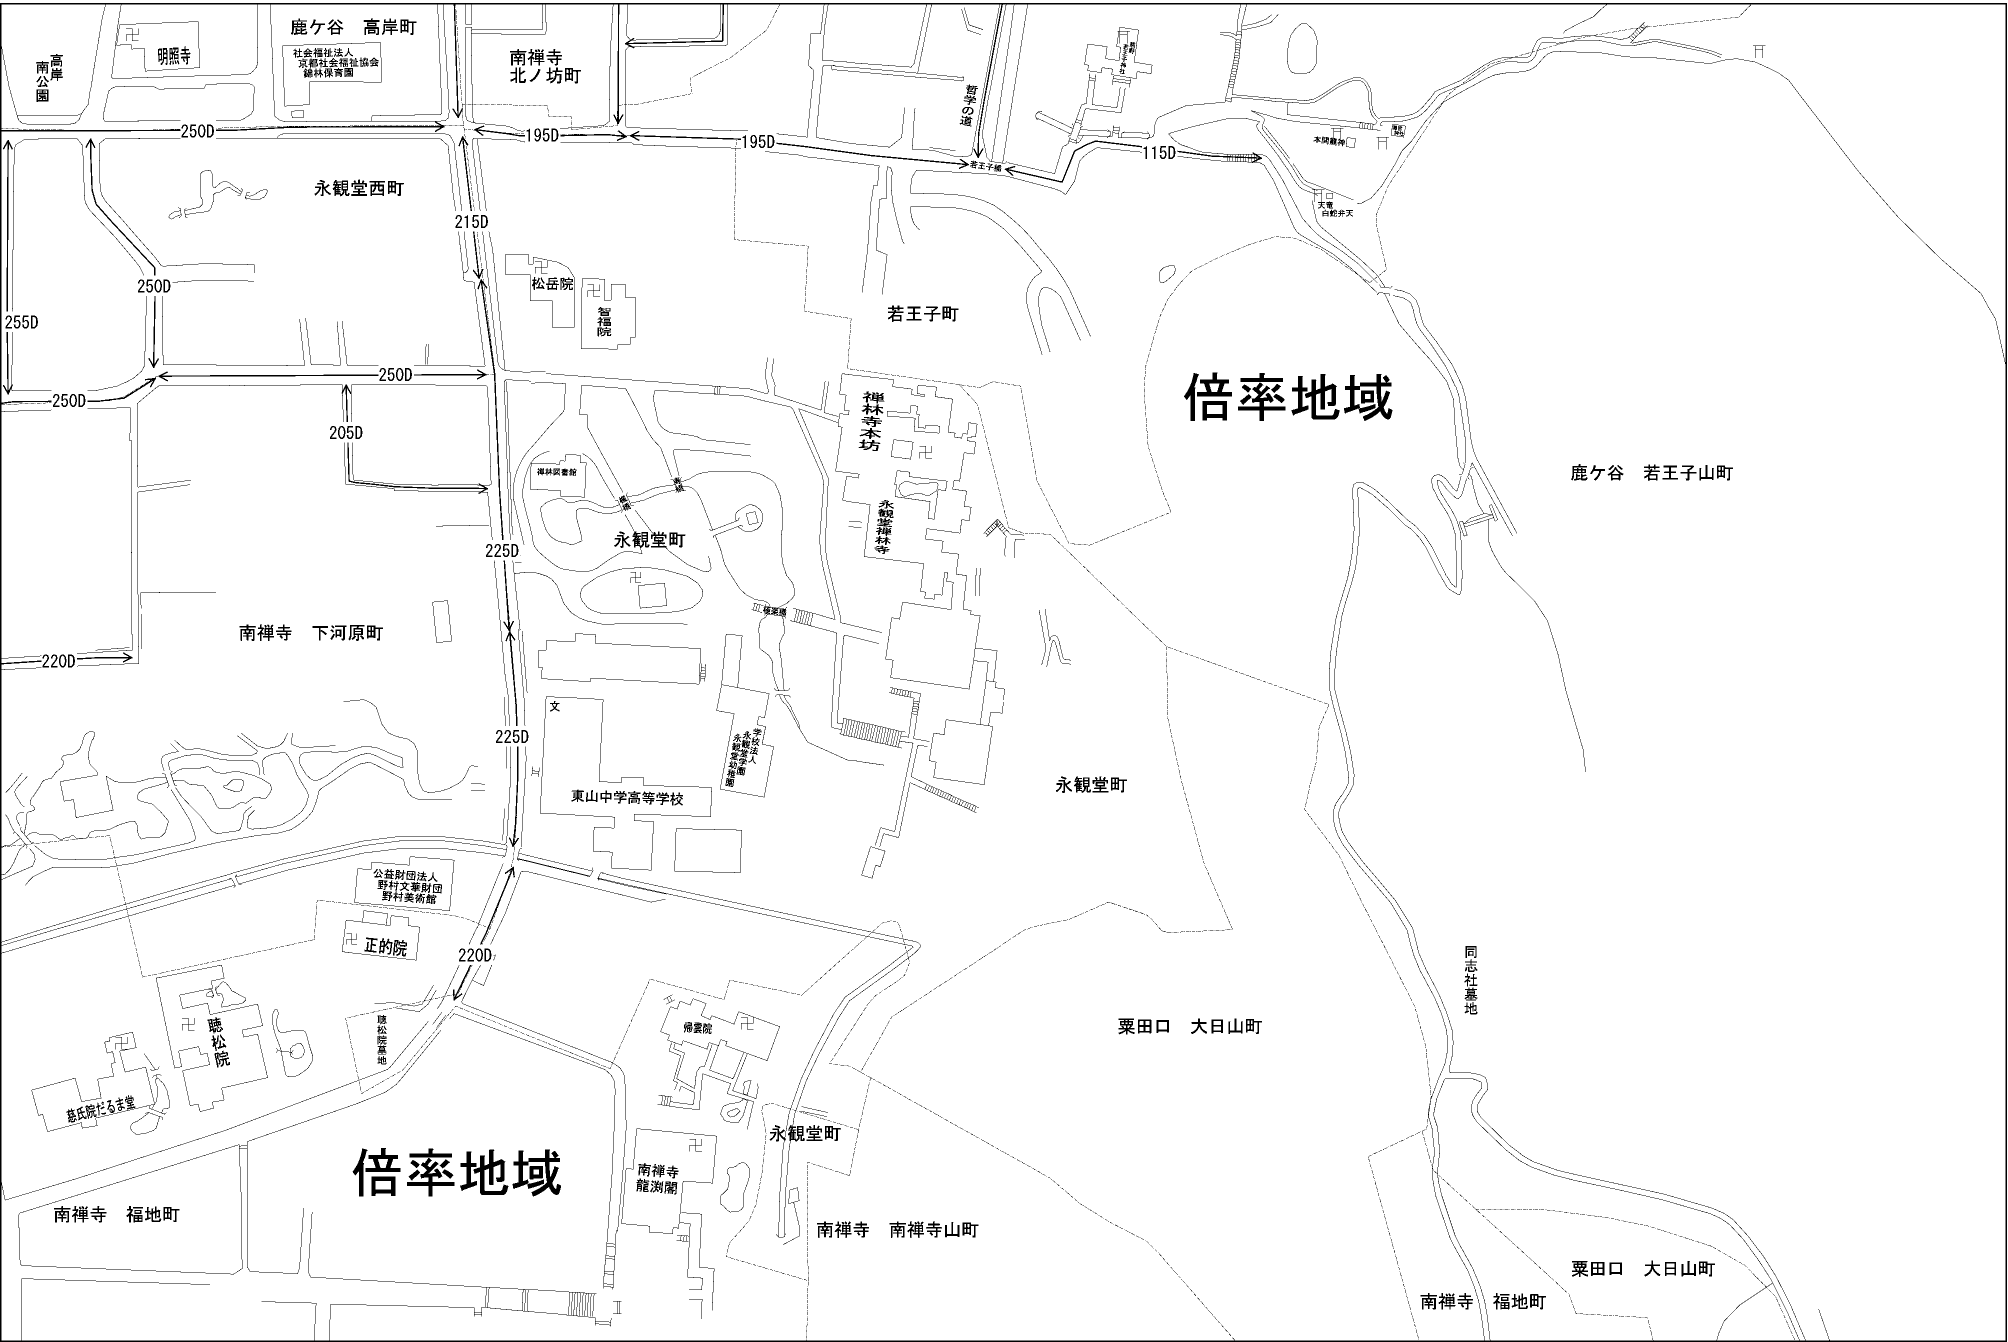 鹿ケ谷　高岸町
社会福祉法人
京都社会福祉協会
錦林保育園
明照寺
高岸
南公園
南禅寺
北ノ坊町
哲学の道
若王子橋
本間龍神
天竜
白蛇弁天
250D
195D
195D
115D
永観堂西町
215D
250D
255D
松岳院
智福院
若王子町
倍率地域
250D
250D
205D
禅林寺本坊
鹿ケ谷　若王子山町
禅林図書館
永観堂禅林寺
永観堂町
225D
極楽橋
南禅寺　下河原町
220D
文
225D
学校法人
永観堂学園
永観堂幼稚園
東山中学高等学校
永観堂町
公益財団法人
野村文華財団
野村美術館
正的院
220D
同志社墓地
聴松院
聴松院墓地
帰雲院
粟田口　大日山町
慈氏院だるま堂
永観堂町
倍率地域
南禅寺
龍渕閣
南禅寺　福地町
南禅寺　南禅寺山町
粟田口　大日山町
南禅寺　福地町